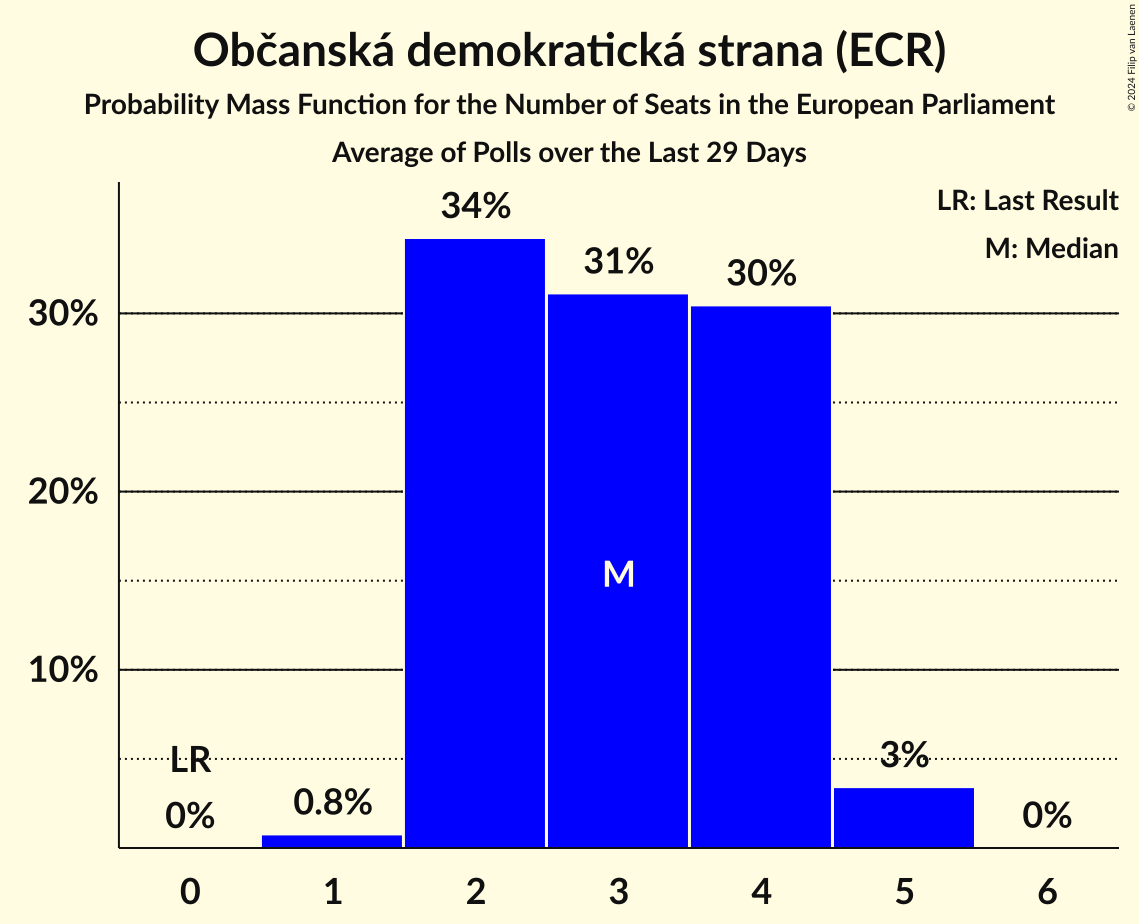 Občanská demokratická strana (ECR)
Probability Mass Function for the Number of Seats in the European Parliament
Average of Polls over the Last 29 Days
© 2024 Filip van Laenen
LR: Last Result
M: Median
34%
31%
30%
30%
20%
10%
M
LR
0%
0.8%
3%
0%
0 1 2 3 4 5 6